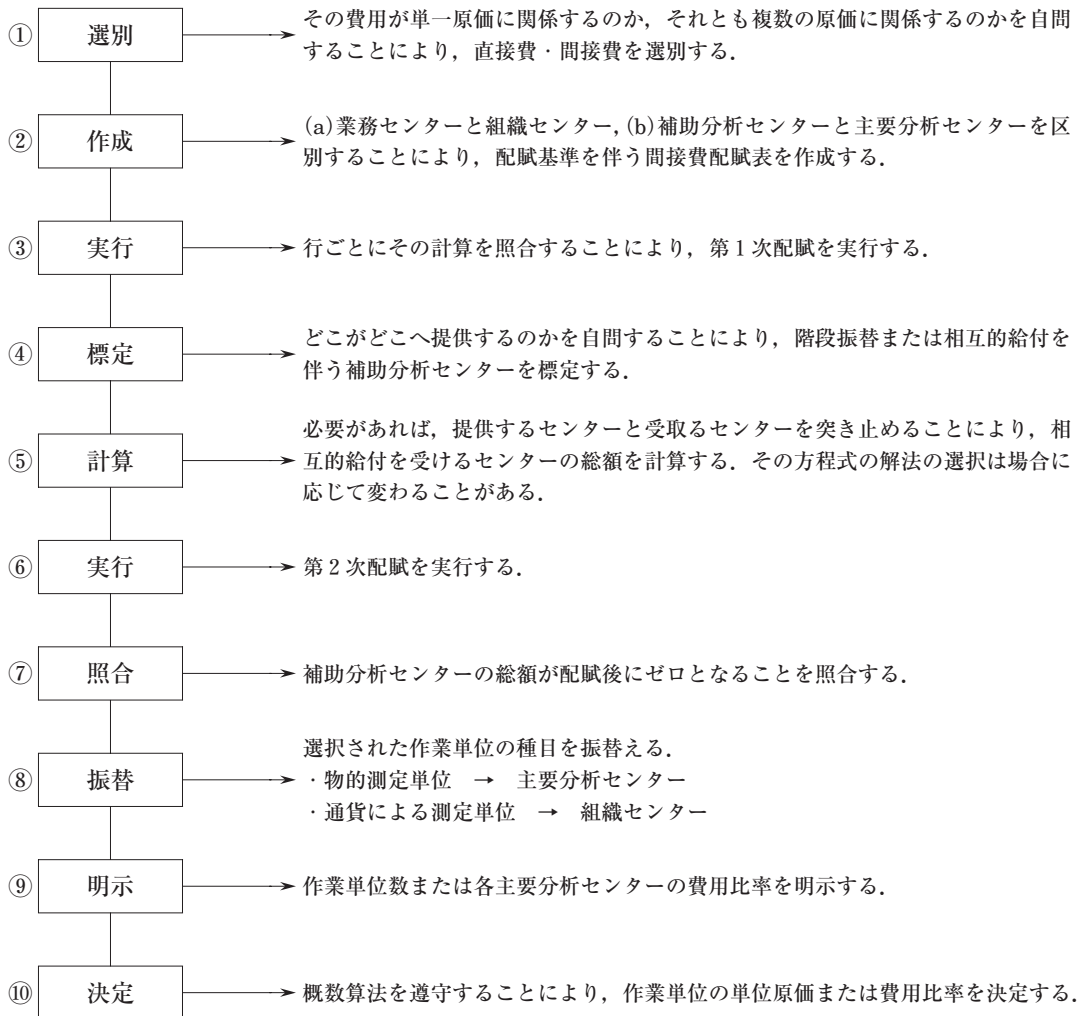 ① 選別 その費用が単一原価に関係するのか，それとも複数の原価に関係するのかを自問
することにより，直接費・間接費を選別する．
② 作成 (a)業務センターと組織センター，(b)補助分析センターと主要分析センターを区
別することにより，配賦基準を伴う間接費配賦表を作成する．
③ 実行 行ごとにその計算を照合することにより，第1次配賦を実行する．
④ 標定 どこがどこへ提供するのかを自問することにより，階段振替または相互的給付を
伴う補助分析センターを標定する．
⑤ 計算 必要があれば，提供するセンターと受取るセンターを突き止めることにより，相
互的給付を受けるセンターの総額を計算する．その方程式の解法の選択は場合に
応じて変わることがある．
⑥ 実行 第2次配賦を実行する．
⑦ 照合 補助分析センターの総額が配賦後にゼロとなることを照合する．
⑧ 振替 選択された作業単位の種目を振替える．
・物的測定単位 → 主要分析センター
・通貨による測定単位 → 組織センター
⑨ 明示 作業単位数または各主要分析センターの費用比率を明示する．
⑩ 決定 概数算法を遵守することにより，作業単位の単位原価または費用比率を決定する．